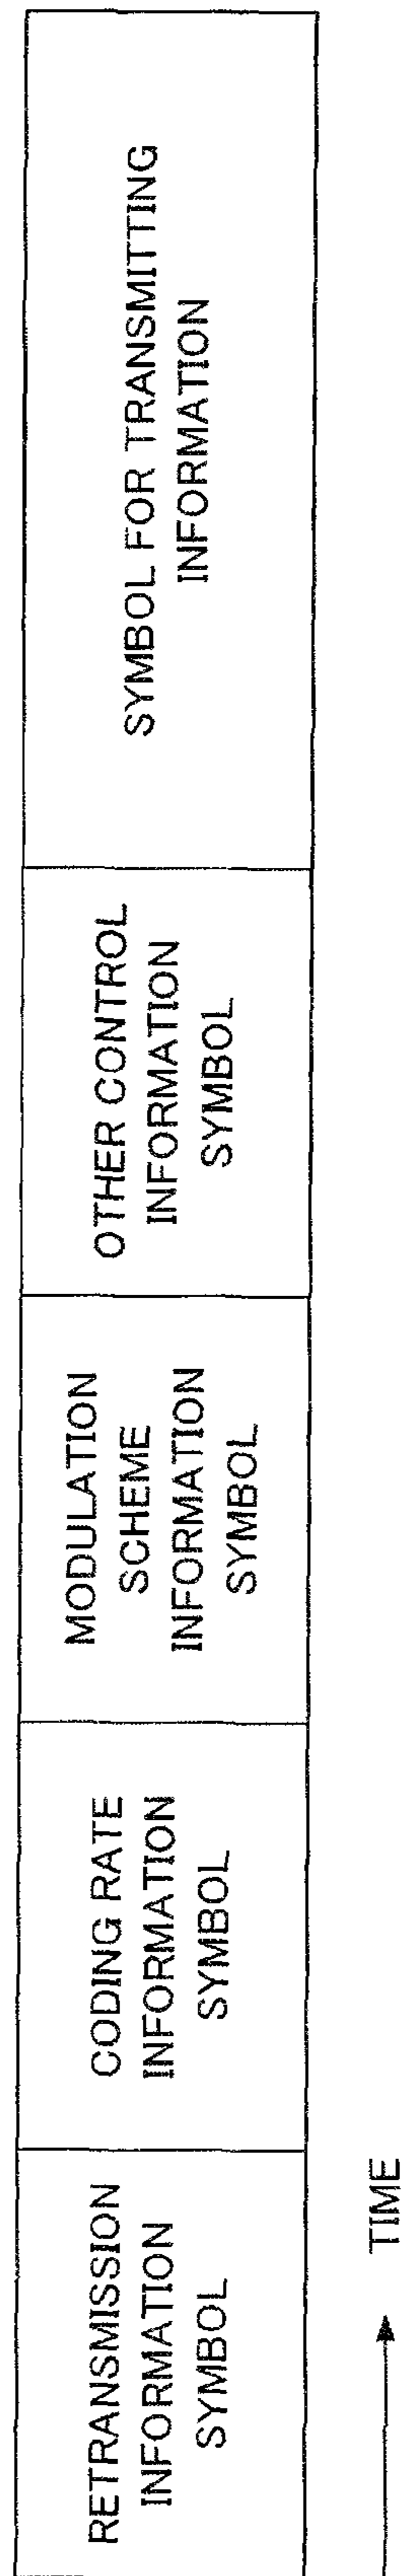 RETRANSMISSION
INFORMATION
SYMBOL
CODING RATE
INFORMATION
SYMBOL
MODULATION
SCHEME
INFORMATION
SYMBOL
OTHER CONTROL
INFORMATION
SYMBOL
SYMBOL FOR TRANSMITTING
INFORMATION
TIME